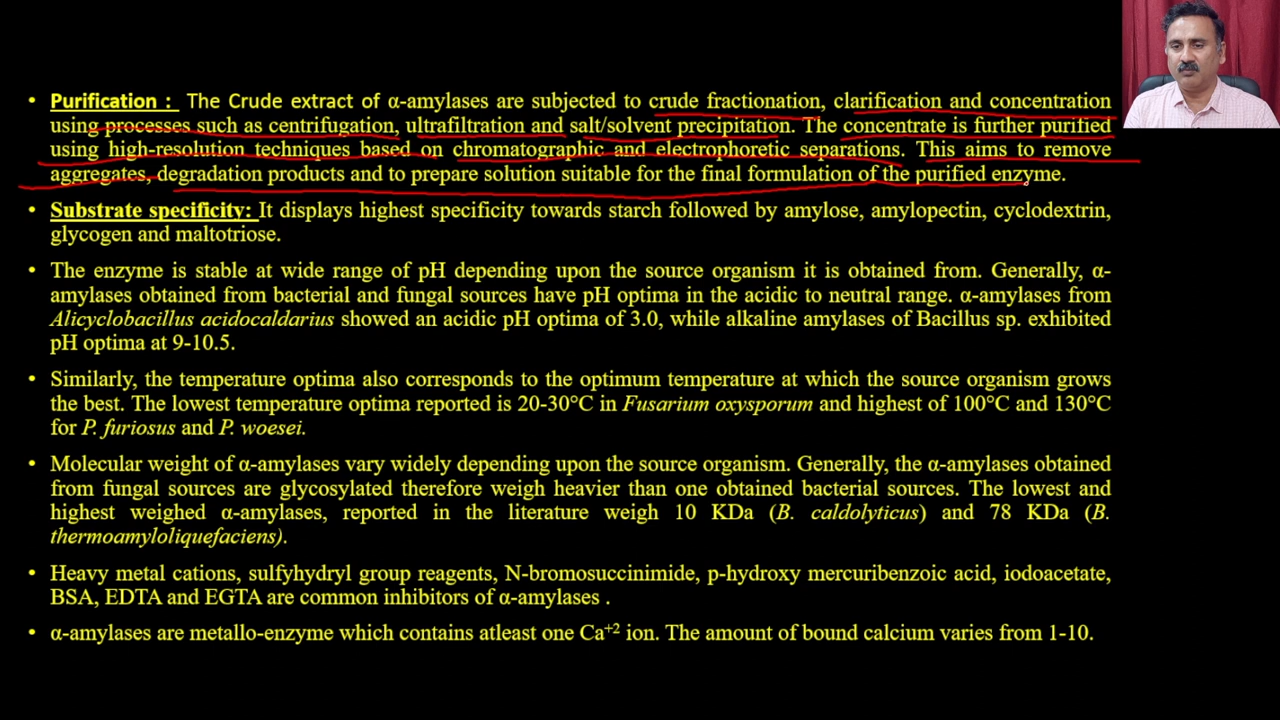 • Purification : The Crude extract of α-amylases are subjected to crude fractionation, clarification and concentration
using processes such as centrifugation, ultrafiltration and salt/solvent precipitation. The concentrate is further purified
using high-resolution techniques based on chromatographic and electrophoretic separations. This aims to remove
aggregates, degradation products and to prepare solution suitable for the final formulation of the purified enzyme.
• Substrate specificity: It displays highest specificity towards starch followed by amylose, amylopectin, cyclodextrin,
glycogen and maltotriose.
• The enzyme is stable at wide range of pH depending upon the source organism it is obtained from. Generally, α-
amylases obtained from bacterial and fungal sources have pH optima in the acidic to neutral range. α-amylases from
Alicyclobacillus acidocaldarius showed an acidic pH optima of 3.0, while alkaline amylases of Bacillus sp. exhibited
pH optima at 9-10.5.
• Similarly, the temperature optima also corresponds to the optimum temperature at which the source organism grows
the best. The lowest temperature optima reported is 20-30°C in Fusarium oxysporum and highest of 100°C and 130°C
for P. furiosus and P. woesei.
• Molecular weight of α-amylases vary widely depending upon the source organism. Generally, the α-amylases obtained
from fungal sources are glycosylated therefore weigh heavier than one obtained bacterial sources. The lowest and
highest weighed α-amylases, reported in the literature weigh 10 KDa (B. caldolyticus) and 78 KDa (B.
thermoamyloliquefaciens).
• Heavy metal cations, sulfyhydryl group reagents, N-bromosuccinimide, p-hydroxy mercuribenzoic acid, iodoacetate,
BSA, EDTA and EGTA are common inhibitors of α-amylases .
• α-amylases are metallo-enzyme which contains atleast one Ca+2 ion. The amount of bound calcium varies from 1-10.